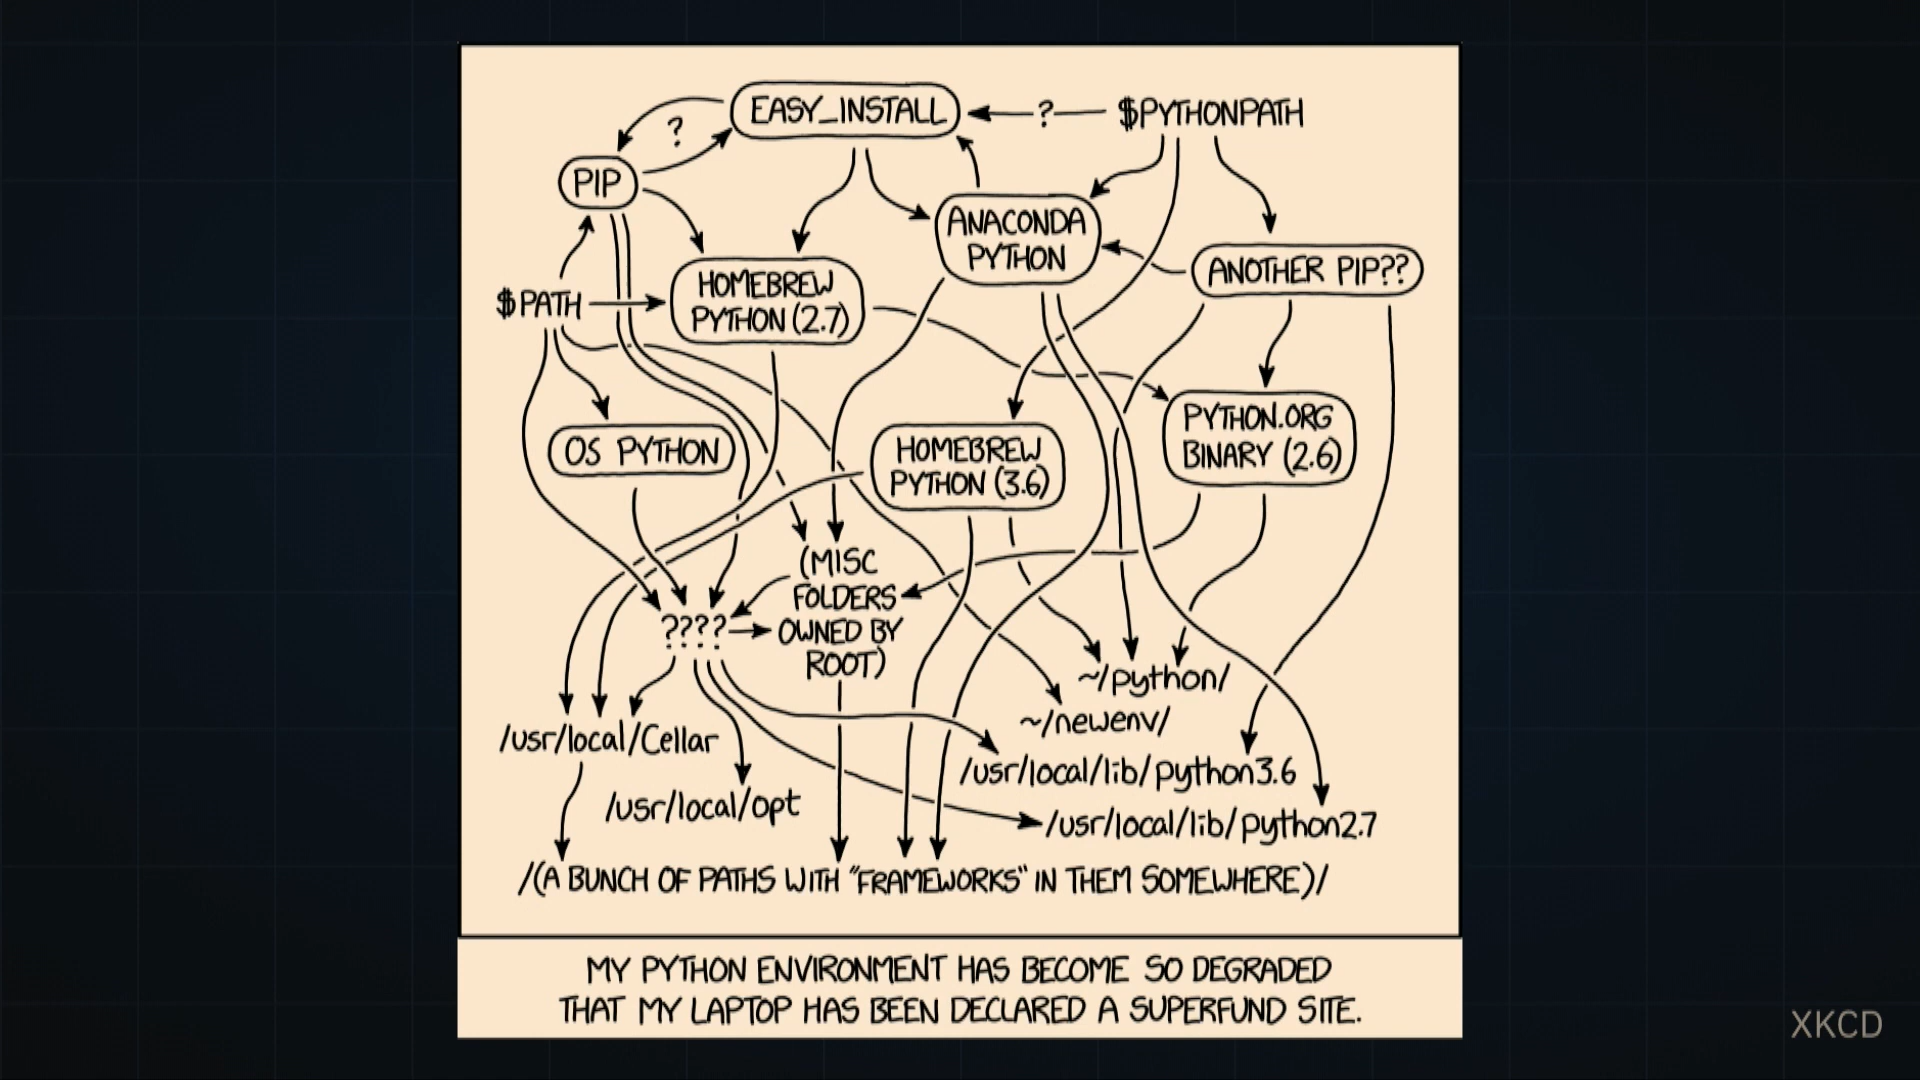 EASY_INSTALL
?
$PYTHONPATH
?
PIP
ANACONDA
PYTHON
ANOTHER PIP??
HOMEBREW
PYTHON (2.7)
$PATH
PYTHON.ORG
BINARY (2.6)
OS PYTHON
HOMEBREW
PYTHON (3.6)
(MISC
FOLDERS
OWNED BY
ROOT)
????
~/python/
~/newenv/
/usr/local/Cellar
/usr/local/lib/python3.6
/usr/local/opt
/usr/local/lib/python2.7
/(A BUNCH OF PATHS WITH "FRAMEWORKS" IN THEM SOMEWHERE)/
MY PYTHON ENVIRONMENT HAS BECOME SO DEGRADED
THAT MY LAPTOP HAS BEEN DECLARED A SUPERFUND SITE.
XKCD